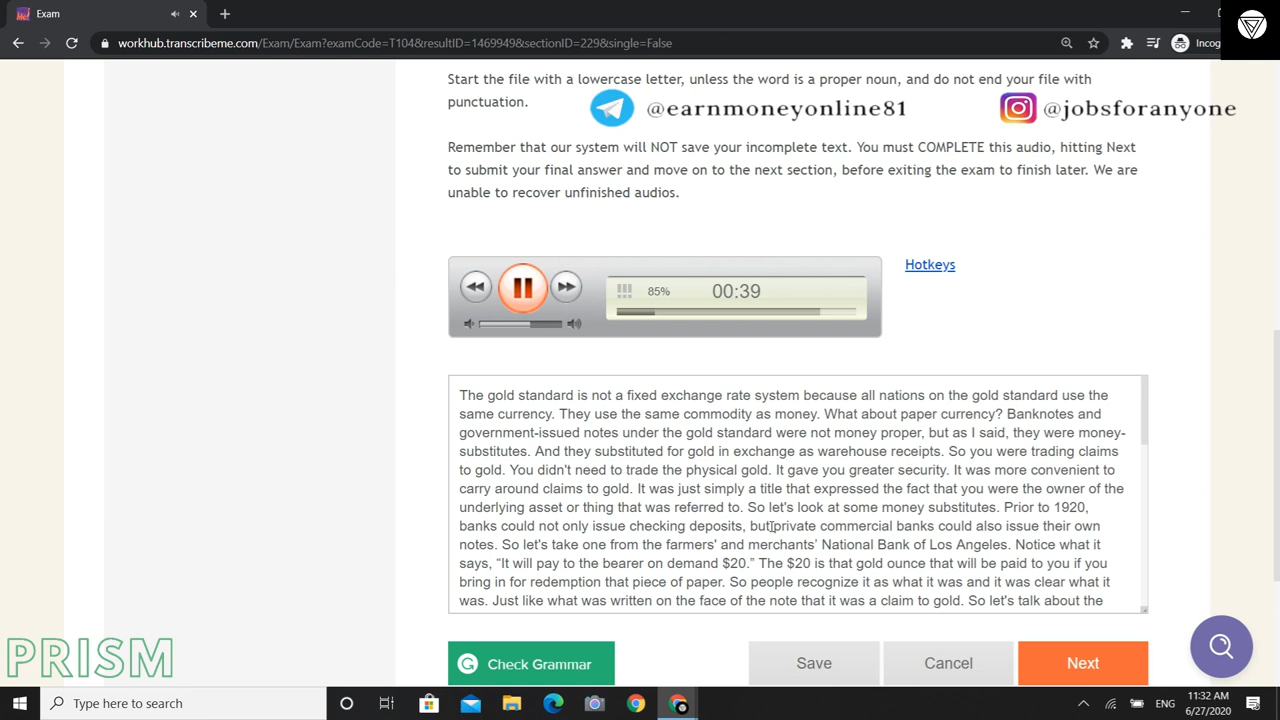 Exam
workhub.transcribeme.com/Exam/Exam?examCode=T104&resultID=1469949&sectionID=229&single=False
Incog
Start the file with a lowercase letter, unless the word is a proper noun, and do not end your file with
punctuation.
@earnmoneyonline81
@jobsforanyone
Remember that our system will NOT save your incomplete text. You must COMPLETE this audio, hitting Next
to submit your final answer and move on to the next section, before exiting the exam to finish later. We are
unable to recover unfinished audios.
85%
00:39
Hotkeys
The gold standard is not a fixed exchange rate system because all nations on the gold standard use the
same currency. They use the same commodity as money. What about paper currency? Banknotes and
government-issued notes under the gold standard were not money proper, but as I said, they were money-
substitutes. And they substituted for gold in exchange as warehouse receipts. So you were trading claims
to gold. You didn't need to trade the physical gold. It gave you greater security. It was more convenient to
carry around claims to gold. It was just simply a title that expressed the fact that you were the owner of the
underlying asset or thing that was referred to. So let's look at some money substitutes. Prior to 1920,
banks could not only issue checking deposits, but private commercial banks could also issue their own
notes. So let's take one from the farmers' and merchants’ National Bank of Los Angeles. Notice what it
says, “It will pay to the bearer on demand $20.” The $20 is that gold ounce that will be paid to you if you
bring in for redemption that piece of paper. So people recognize it as what it was and it was clear what it
was. Just like what was written on the face of the note that it was a claim to gold. So let's talk about the
Check Grammar
Save
Cancel
Next
PRISM
Type here to search
ENG
11:32 AM
6/27/2020